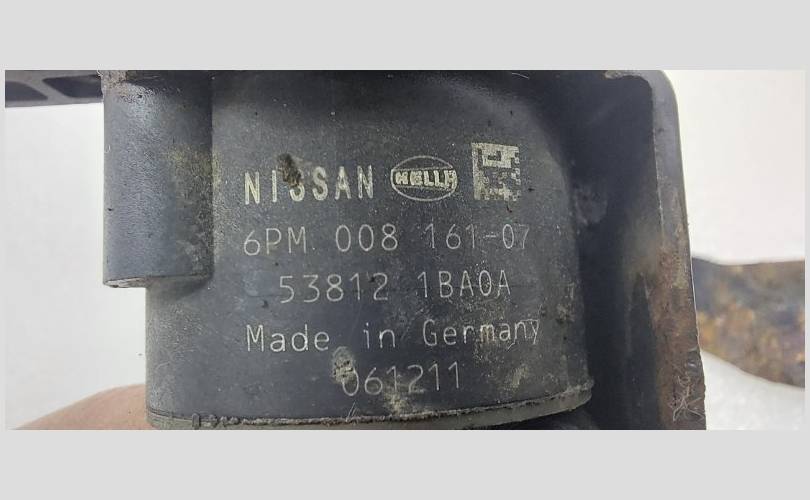 NISSAN HELLA
6PM 008 161-07
53812 1BA0A
Made in Germany
061211